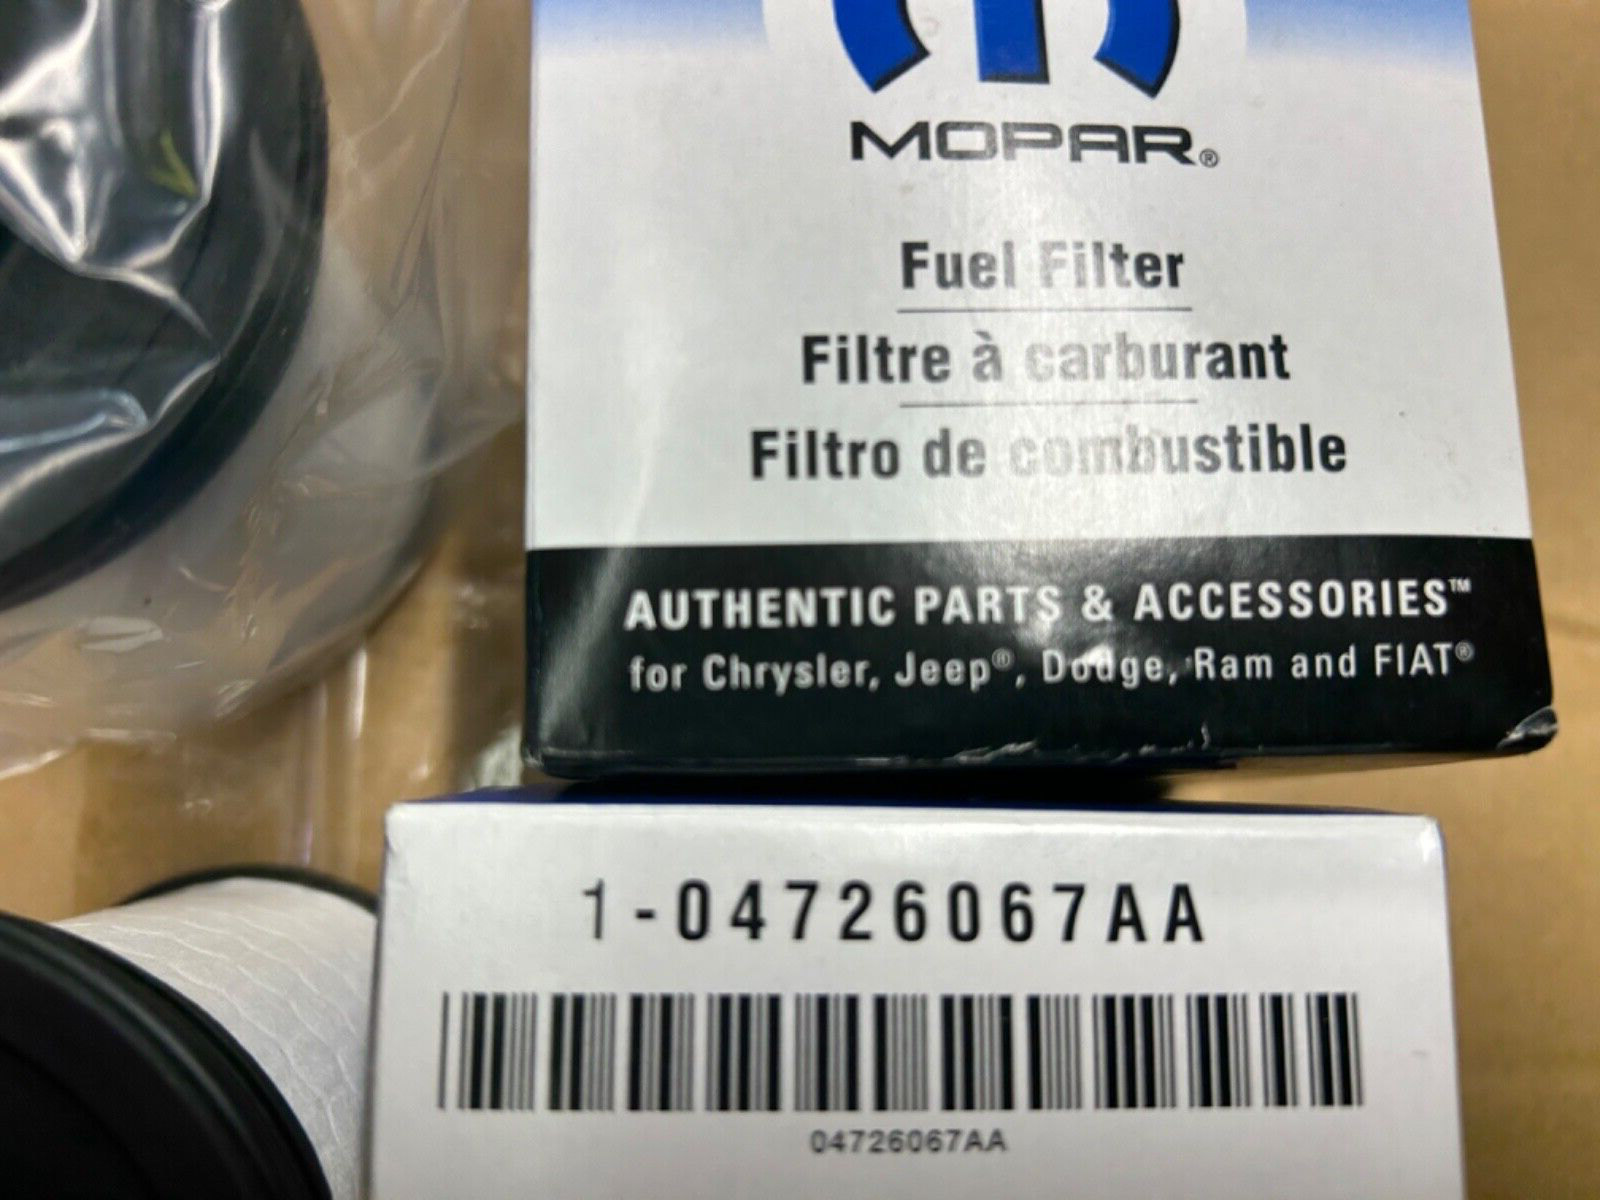 MOPAR®
Fuel Filter
Filtre à carburant
Filtro de combustible
AUTHENTIC PARTS & ACCESSORIES™
for Chrysler, Jeep®, Dodge, Ram and FIAT®
1-04726067AA
04726067AA